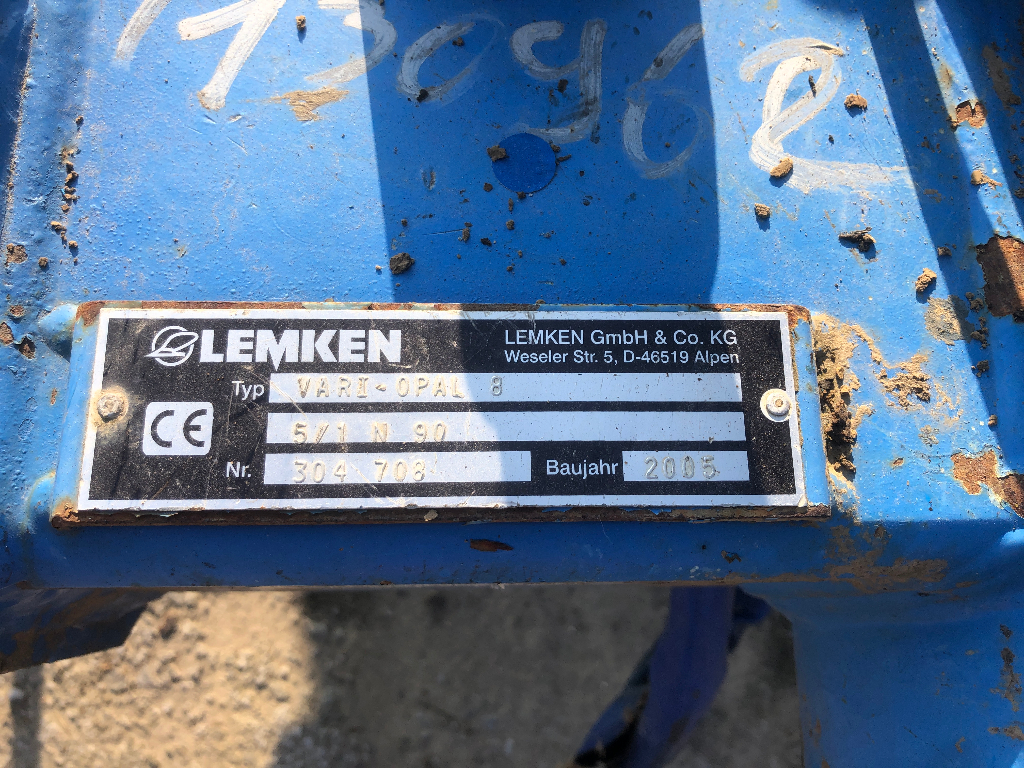 1130962
LEMKEN
LEMKEN GmbH & Co. KG
Weseler Str. 5, D-46519 Alpen
Typ VARI-OPAL 8
CE
5/1 N 90
Nr. 304 708 Baujahr 2005